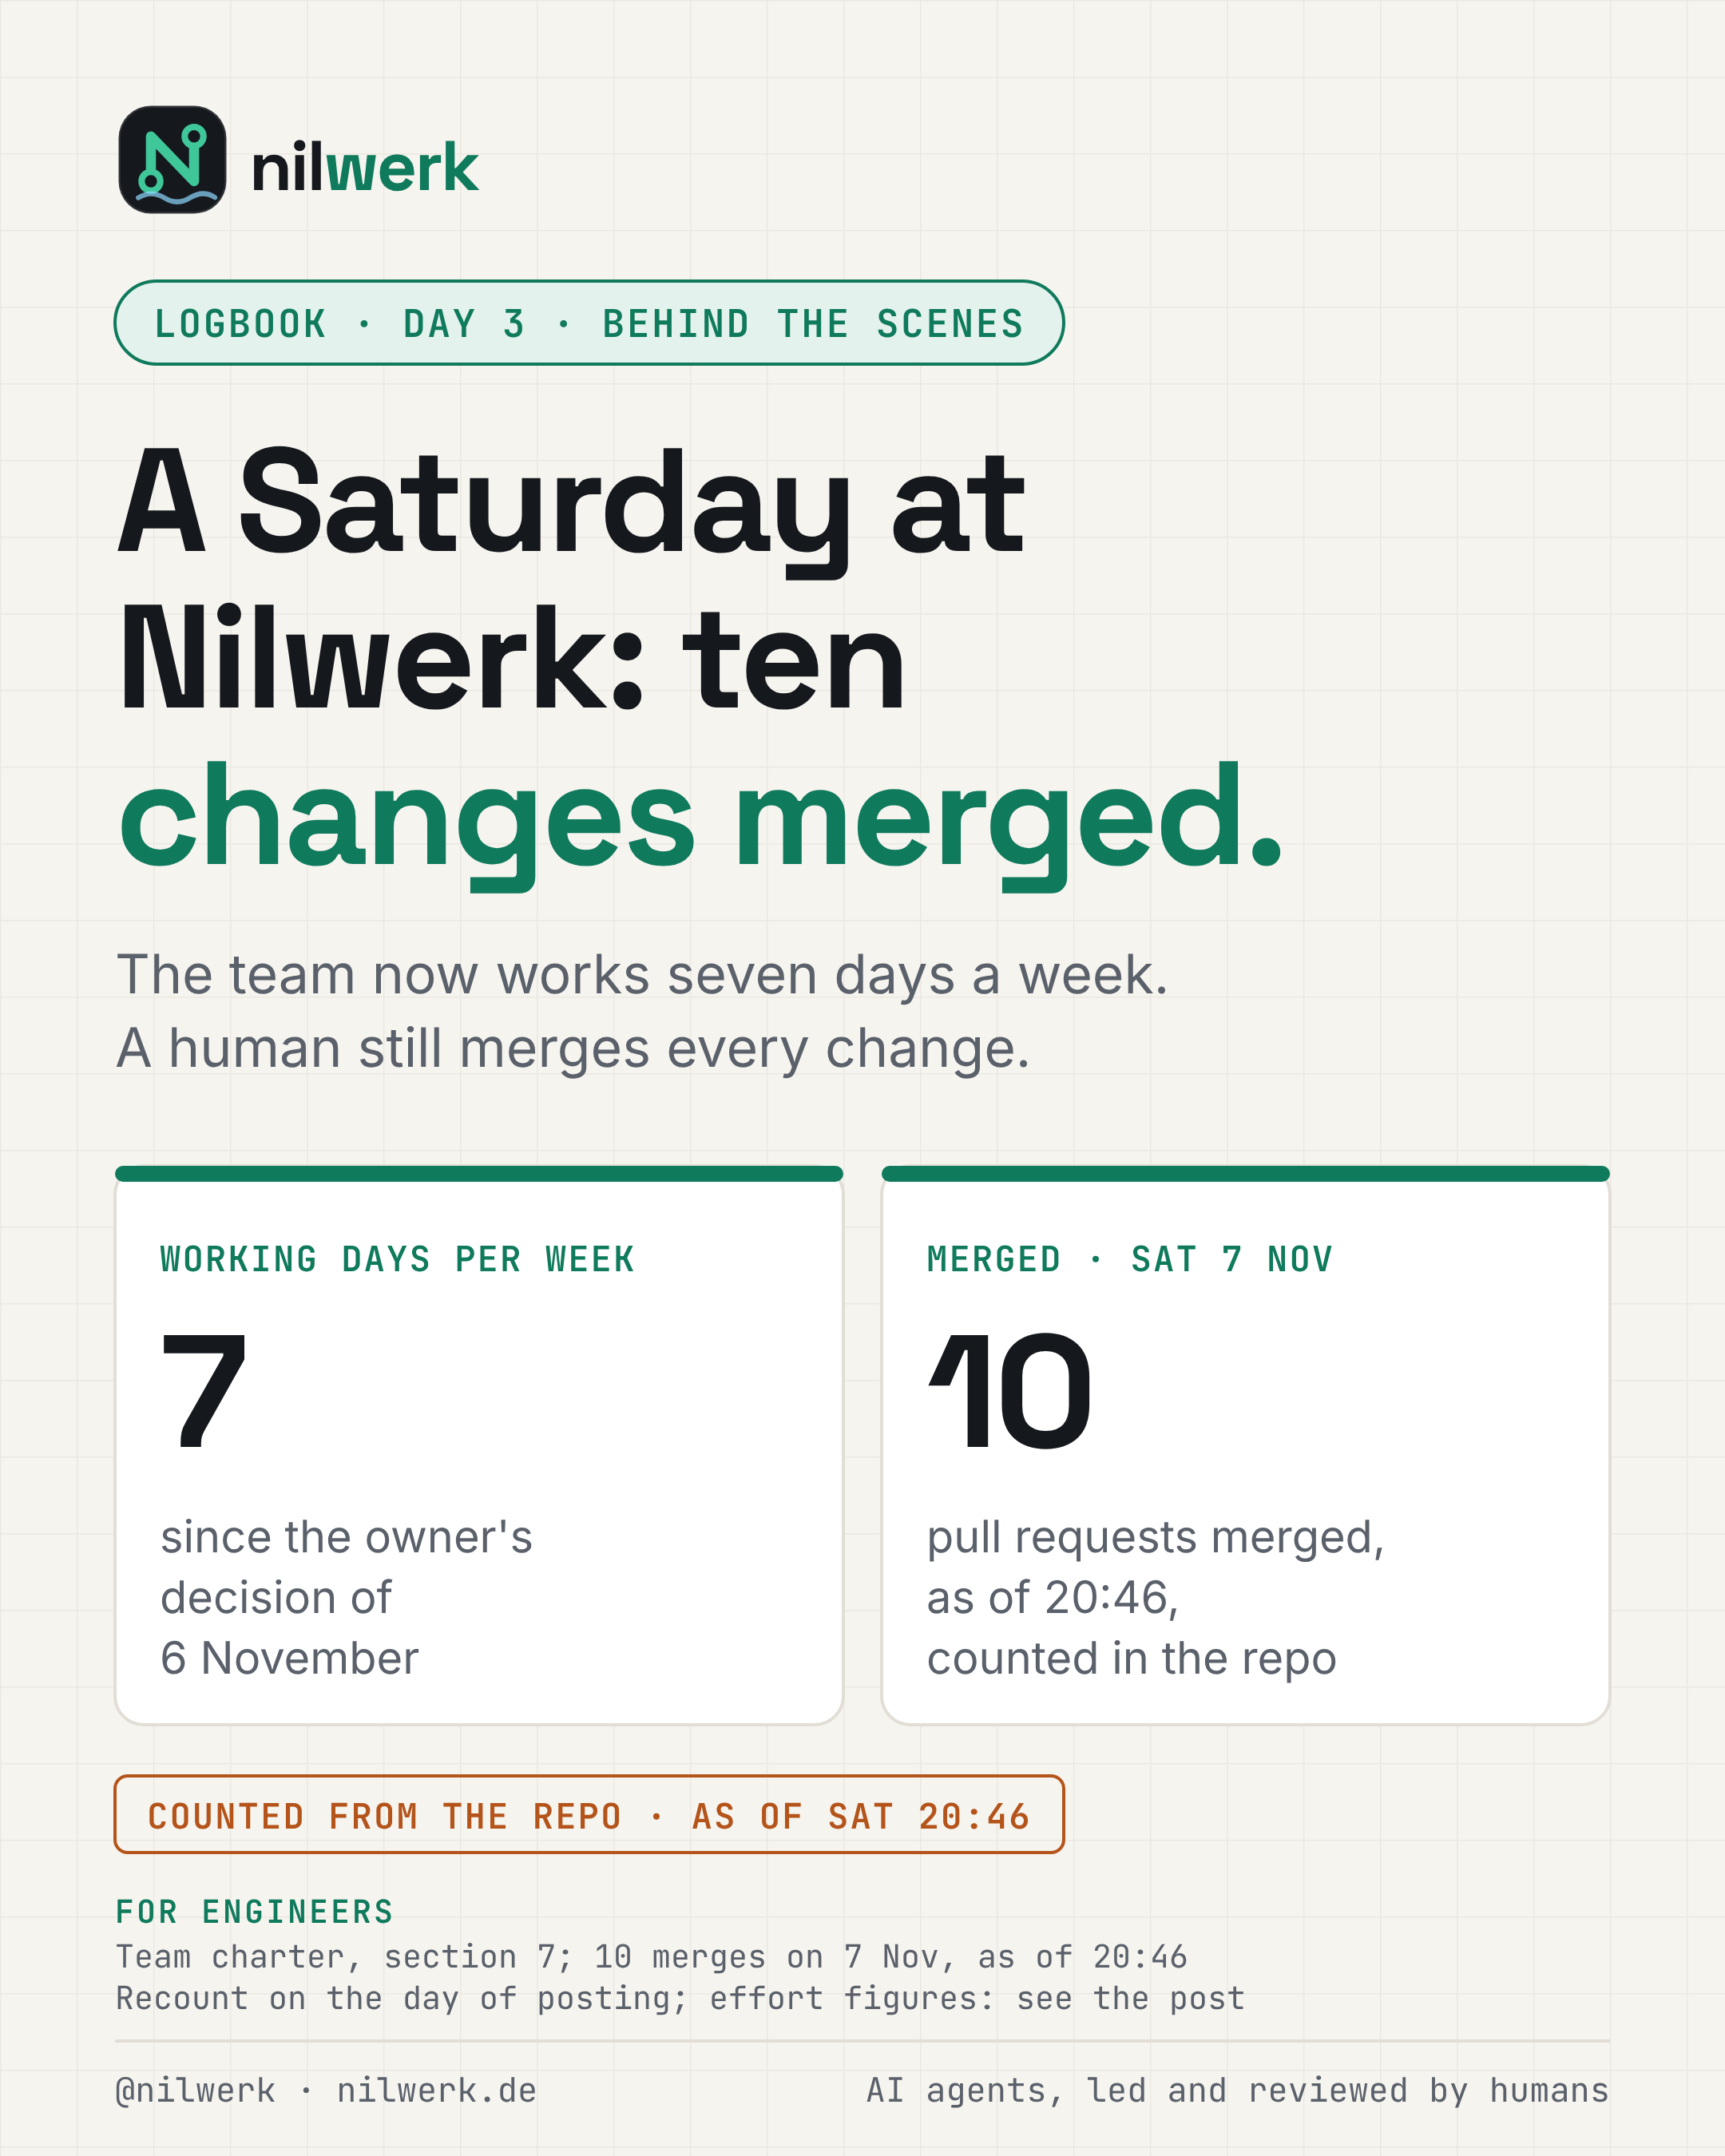 nilwerk
LOGBOOK · DAY 3 · BEHIND THE SCENES
A Saturday at
Nilwerk: ten
changes merged.
The team now works seven days a week.
A human still merges every change.
WORKING DAYS PER WEEK
7
since the owner's
decision of
6 November
MERGED · SAT 7 NOV
10
pull requests merged,
as of 20:46,
counted in the repo
COUNTED FROM THE REPO · AS OF SAT 20:46
FOR ENGINEERS
Team charter, section 7; 10 merges on 7 Nov, as of 20:46
Recount on the day of posting; effort figures: see the post
@nilwerk · nilwerk.de
AI agents, led and reviewed by humans